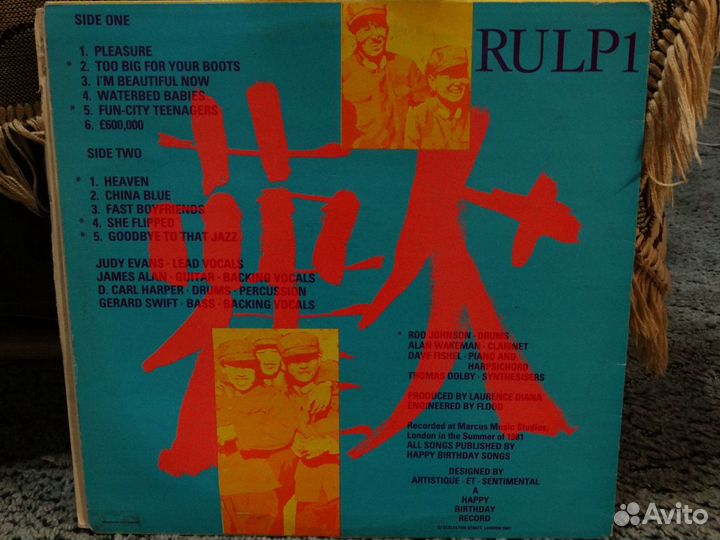 SIDE ONE
1. PLEASURE
* 2. TOO BIG FOR YOUR BOOTS
3. I'M BEAUTIFUL NOW
4. WATERBED BABIES
* 5. FUN-CITY TEENAGERS
6. £600,000
SIDE TWO
* 1. HEAVEN
2. CHINA BLUE
3. FAST BOYFRIENDS
* 4. SHE FLIPPED
* 5. GOODBYE TO THAT JAZZ
JUDY EVANS · LEAD VOCALS
JAMES ALAN · GUITAR · BACKING VOCALS
D. CARL HARPER · DRUMS · PERCUSSION
GERARD SWIFT · BASS · BACKING VOCALS
RULP1
* ROD JOHNSON · DRUMS
ALAN WAKEMAN · CLARINET
DAVE FISHEL · PIANO AND
HARPSICHORD
THOMAS DOLBY · SYNTHESISERS
PRODUCED BY LAURENCE DIANA
ENGINEERED BY FLOOD
Recorded at Marcus Music Studios,
London in the Summer of 1981
ALL SONGS PUBLISHED BY
HAPPY BIRTHDAY SONGS
DESIGNED BY
ARTISTIQUE · ET · SENTIMENTAL
A
HAPPY
BIRTHDAY
RECORD
Avito